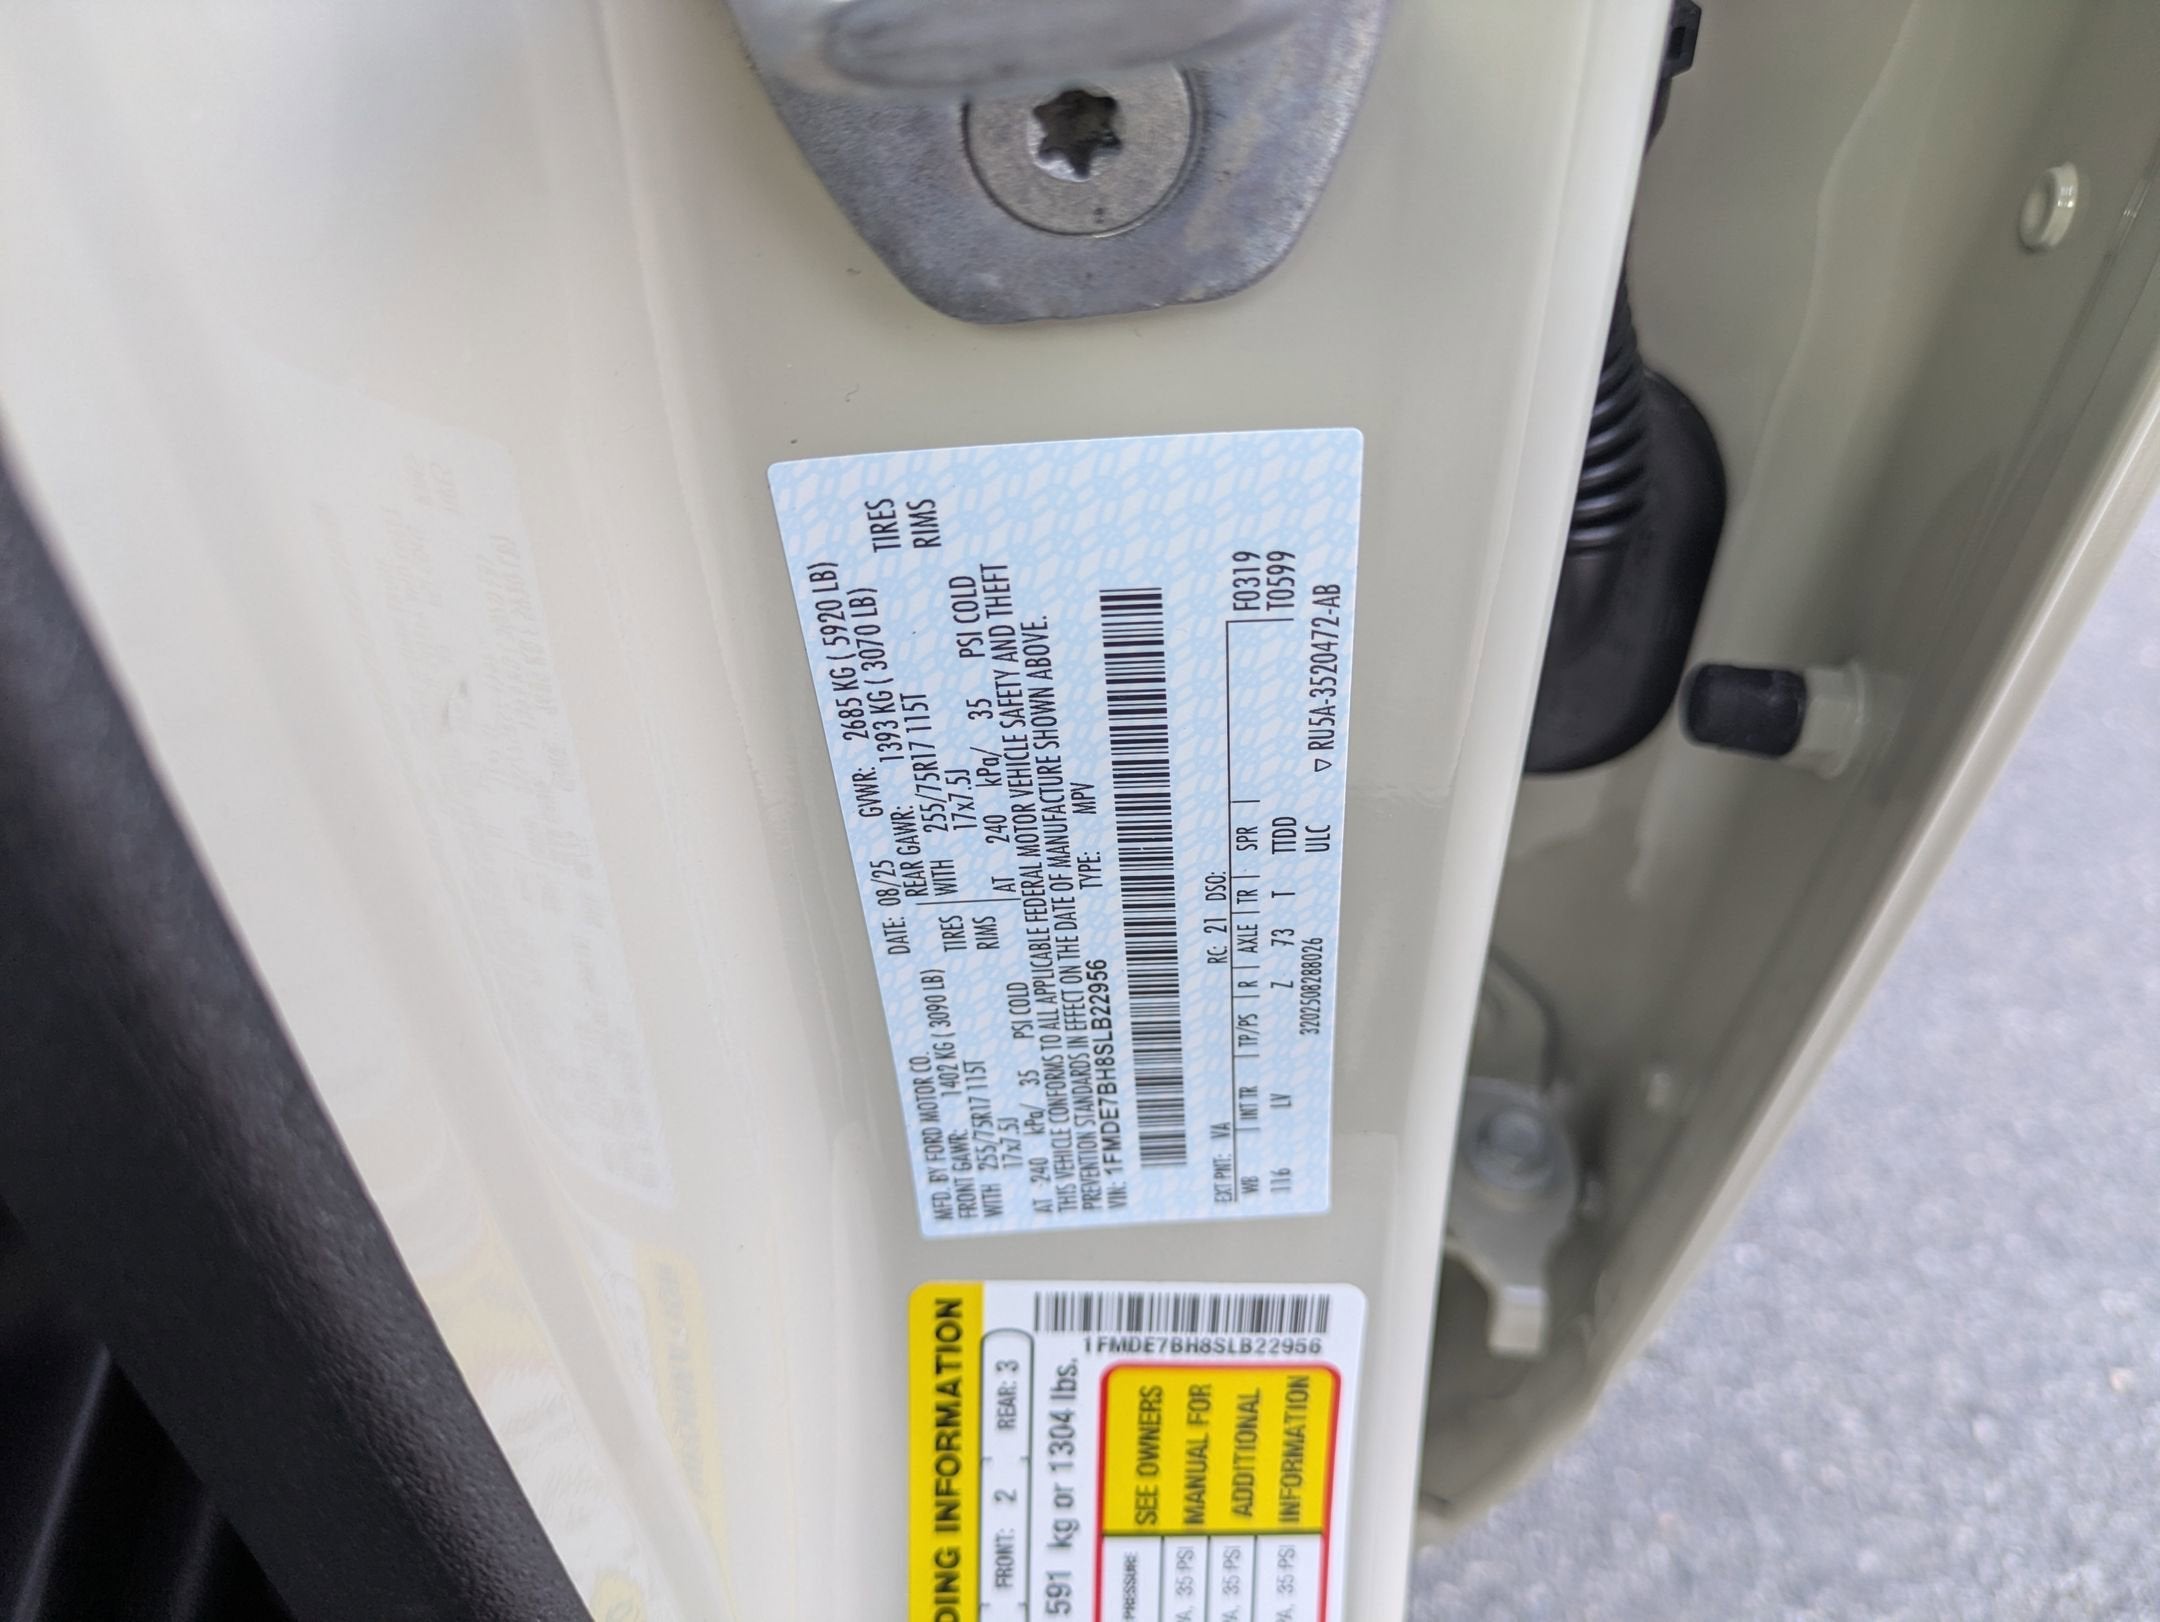 MFD. BY FORD MOTOR CO. DATE: 08/25 GVWR: 2685 KG ( 5920 LB)
FRONT GAWR: 1402 KG ( 3090 LB) REAR GAWR: 1393 KG ( 3070 LB)
WITH 255/75R17 115T TIRES WITH 255/75R17 115T TIRES
17x7.5J RIMS 17x7.5J RIMS
AT 240 kPa/ 35 PSI COLD AT 240 kPa/ 35 PSI COLD
THIS VEHICLE CONFORMS TO ALL APPLICABLE FEDERAL MOTOR VEHICLE SAFETY AND THEFT
PREVENTION STANDARDS IN EFFECT ON THE DATE OF MANUFACTURE SHOWN ABOVE.
VIN: 1FMDE7BH8SLB22956 TYPE: MPV
EXT PNT: VA RC: 21 DSO:
WB INT TR TP/PS R AXLE TR SPR F0319
116 LV Z 73 T TIDD T0599
3202508288026 ULC ▽ RU5A-3520472-AB
DING INFORMATION
FRONT: 2 REAR: 3
591 kg or 1304 lbs.
1FMDE7BH8SLB22956
PRESSURE
35 PSI
35 PSI
35 PSI
SEE OWNERS
MANUAL FOR
ADDITIONAL
INFORMATION